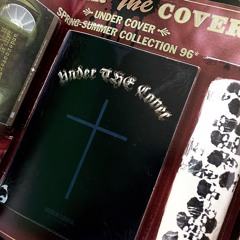 the COVER
~UNDER COVER~
SPRING-SUMMER COLLECTION 96"
Under THE Cover